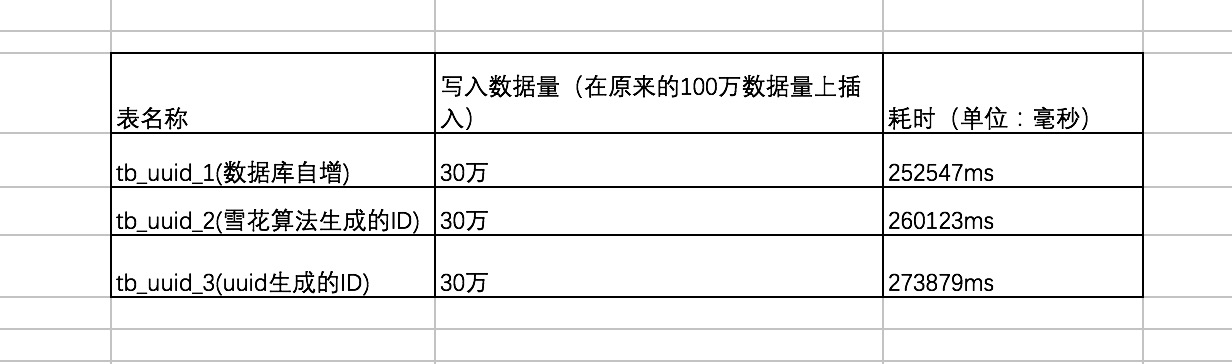 表名称
写入数据量（在原来的100万数据量上插
入）
耗时（单位：毫秒）
tb_uuid_1(数据库自增)
30万
252547ms
tb_uuid_2(雪花算法生成的ID)
30万
260123ms
tb_uuid_3(uuid生成的ID)
30万
273879ms